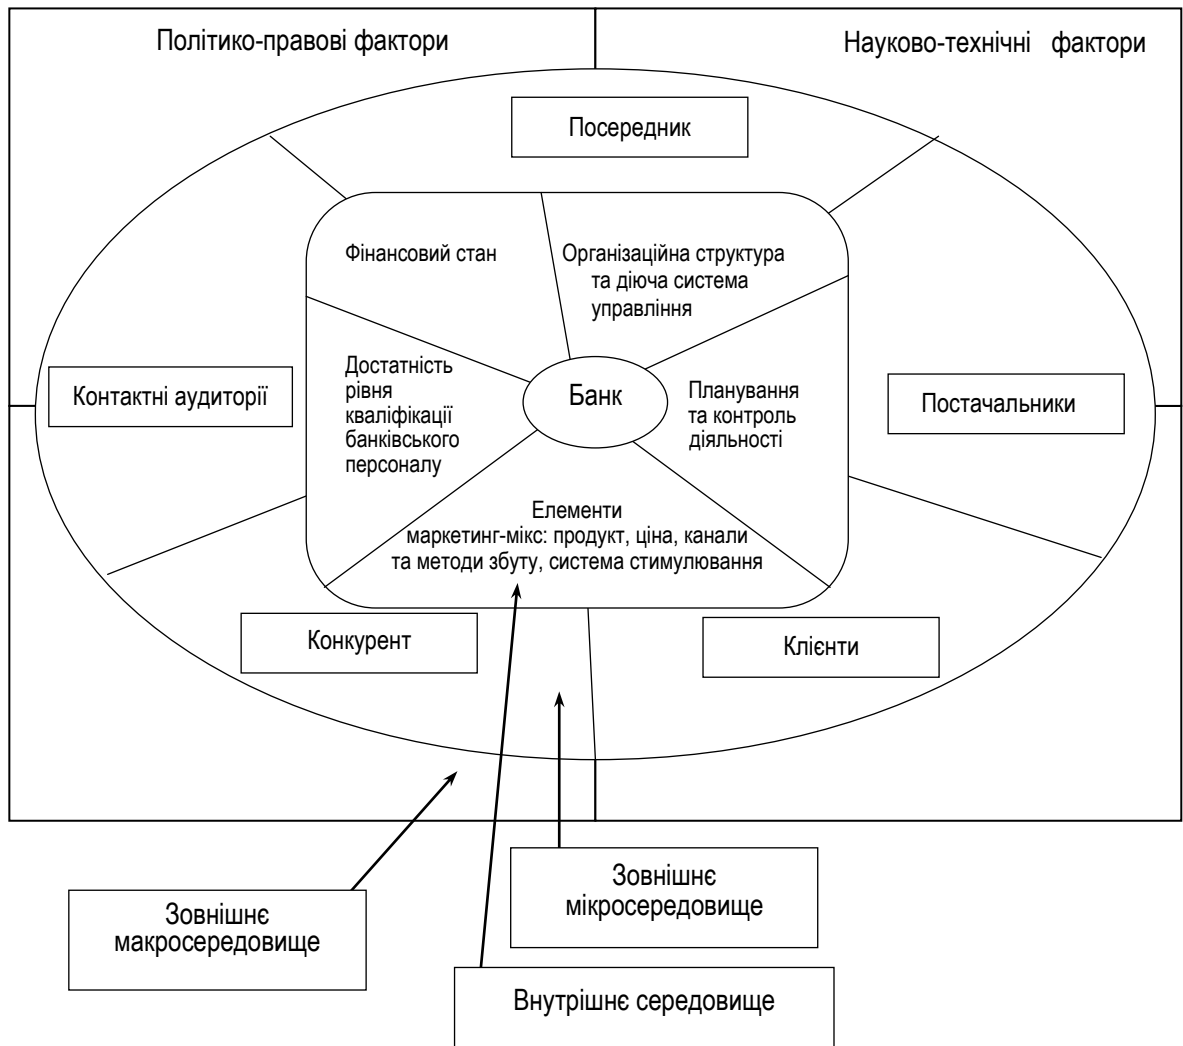 Політико-правові фактори
Науково-технічні фактори
Посередник
Фінансовий стан
Організаційна структура
та діюча система
управління
Достатність
рівня
кваліфікації
банківського
персоналу
Банк
Планування
та контроль
діяльності
Контактні аудиторії
Постачальники
Елементи
маркетинг-мікс: продукт, ціна, канали
та методи збуту, система стимулювання
Конкурент
Клієнти
Зовнішнє
мікросередовище
Зовнішнє
макросередовище
Внутрішнє середовище